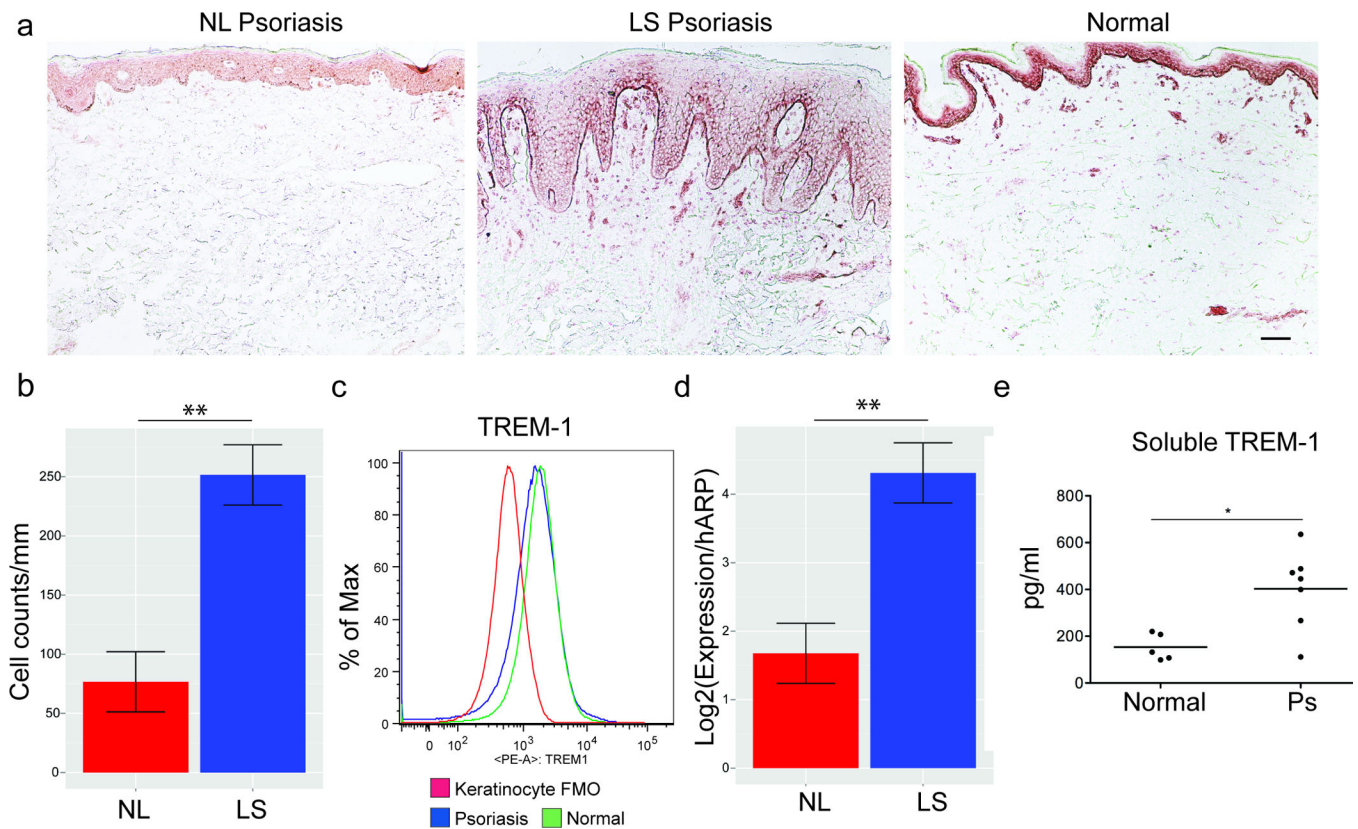 a
NL Psoriasis
LS Psoriasis
Normal
b
**
Cell counts/mm
250
200
150
100
50
0
NL
LS
c
TREM-1
% of Max
100
80
60
40
20
0
0
10²
10³
10⁴
10⁵
<PE-A>: TREM1
Keratinocyte FMO
Psoriasis
Normal
d
**
Log2(Expression/hARP)
4
3
2
1
0
NL
LS
e
Soluble TREM-1
*
pg/ml
800
600
400
200
0
Normal
Ps